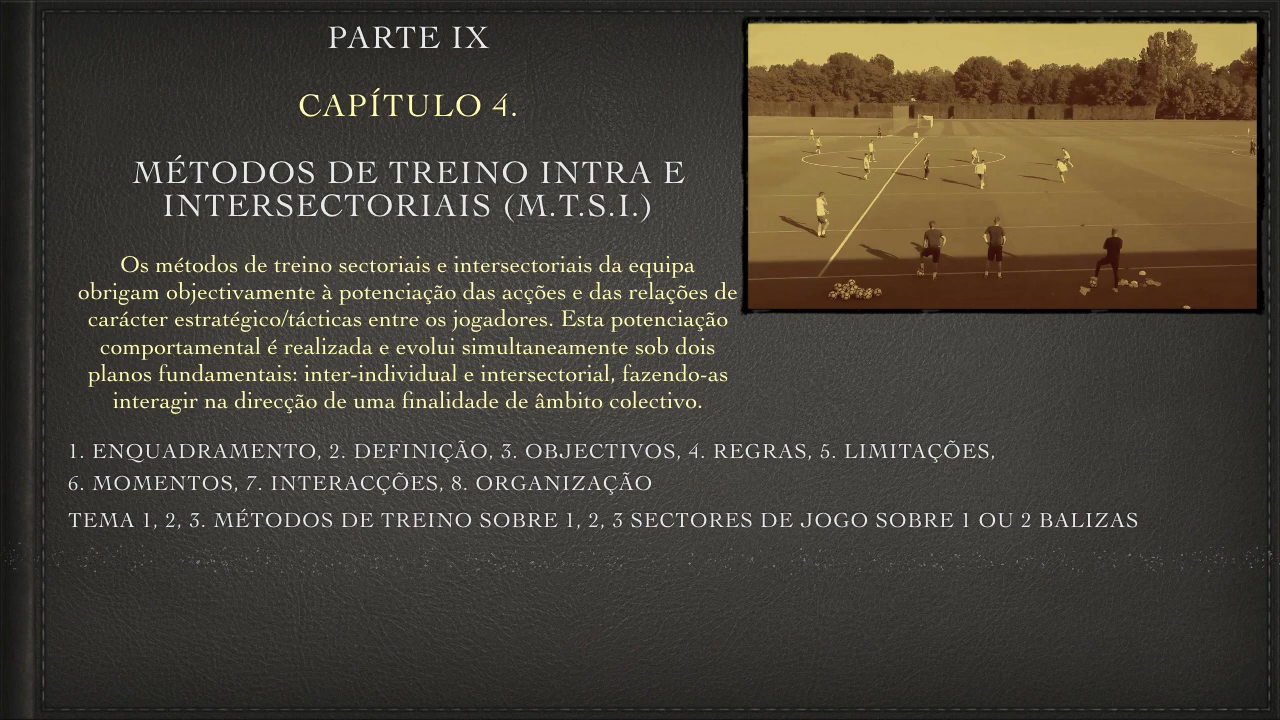 PARTE IX
CAPÍTULO 4.
MÉTODOS DE TREINO INTRA E
INTERSECTORIAIS (M.T.S.I.)
Os métodos de treino sectoriais e intersectoriais da equipa
obrigam objectivamente à potenciação das acções e das relações de
carácter estratégico/tácticas entre os jogadores. Esta potenciação
comportamental é realizada e evolui simultaneamente sob dois
planos fundamentais: inter-individual e intersectorial, fazendo-as
interagir na direcção de uma finalidade de âmbito colectivo.
1. ENQUADRAMENTO, 2. DEFINIÇÃO, 3. OBJECTIVOS, 4. REGRAS, 5. LIMITAÇÕES,
6. MOMENTOS, 7. INTERACÇÕES, 8. ORGANIZAÇÃO
TEMA 1, 2, 3. MÉTODOS DE TREINO SOBRE 1, 2, 3 SECTORES DE JOGO SOBRE 1 OU 2 BALIZAS